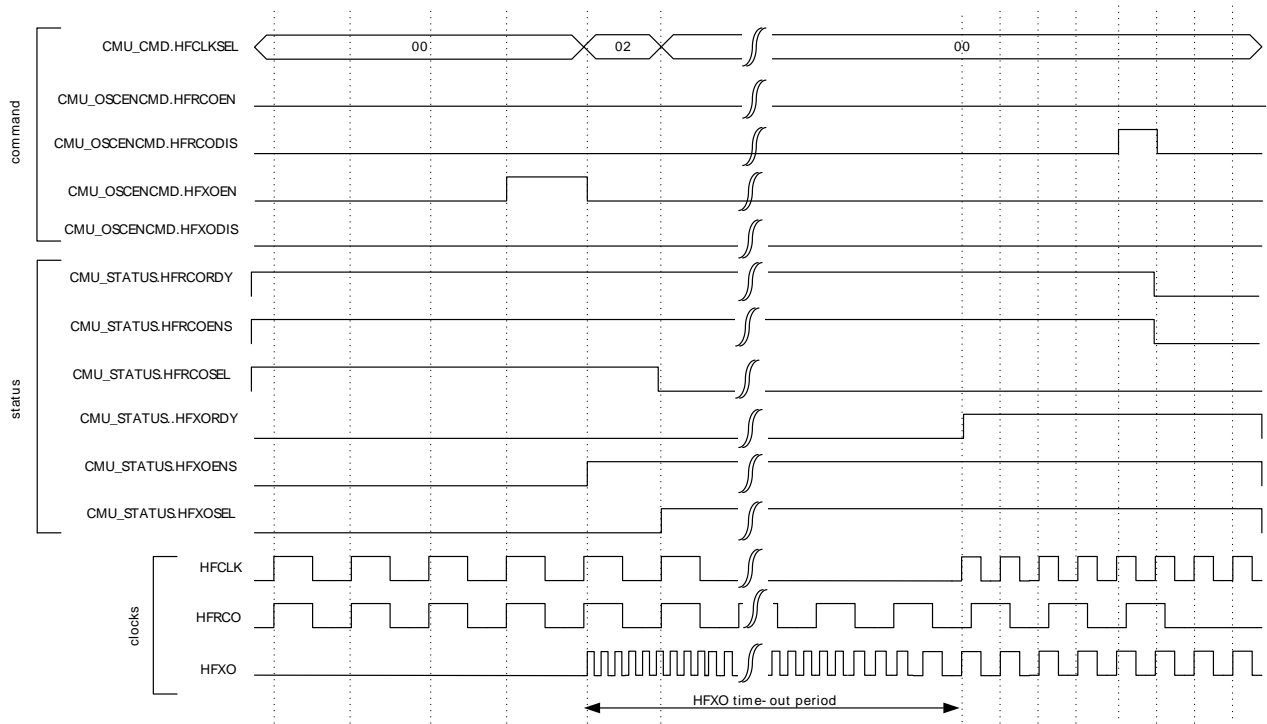 command
CMU_CMD.HFCLKSEL
00
02
00
CMU_OSCENCMD.HFRCOEN
CMU_OSCENCMD.HFRCODIS
CMU_OSCENCMD.HFXOEN
CMU_OSCENCMD.HFXODIS
status
CMU_STATUS.HFRCORDY
CMU_STATUS.HFRCOENS
CMU_STATUS.HFRCOSEL
CMU_STATUS..HFXORDY
CMU_STATUS.HFXOENS
CMU_STATUS.HFXOSEL
clocks
HFCLK
HFRCO
HFXO
HFXO time-out period